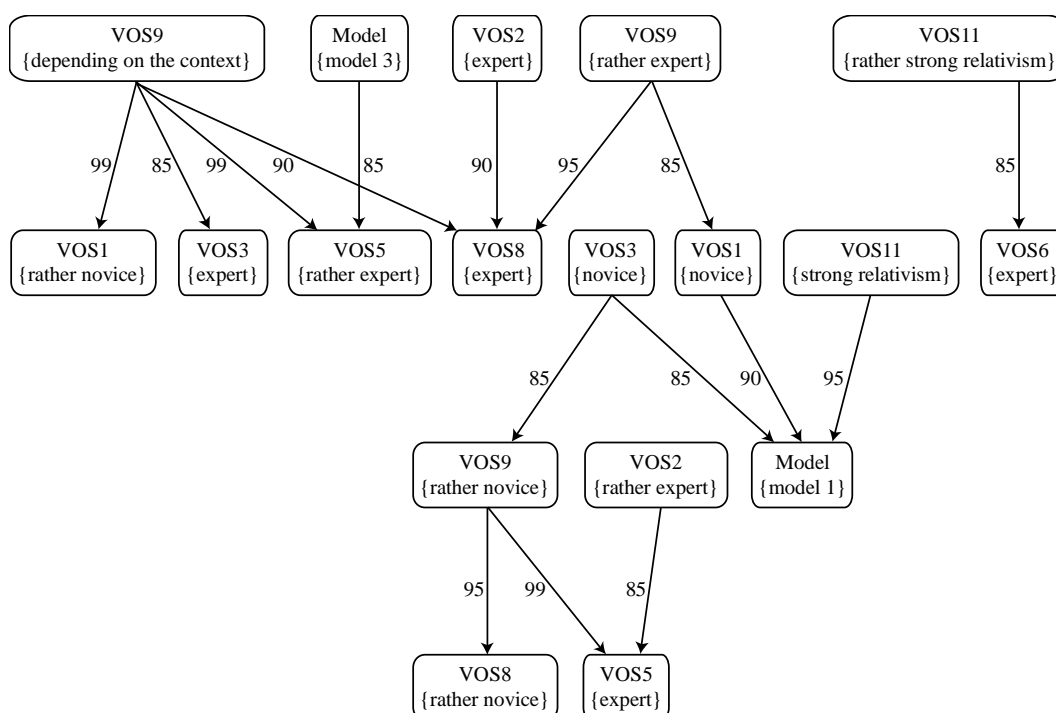 VOS9
{depending on the context}
Model
{model 3}
VOS2
{expert}
VOS9
{rather expert}
VOS11
{rather strong relativism}
99
85
99
90
85
90
95
85
85
VOS1
{rather novice}
VOS3
{expert}
VOS5
{rather expert}
VOS8
{expert}
VOS3
{novice}
VOS1
{novice}
VOS11
{strong relativism}
VOS6
{expert}
85
85
90
95
VOS9
{rather novice}
VOS2
{rather expert}
Model
{model 1}
95
99
85
VOS8
{rather novice}
VOS5
{expert}